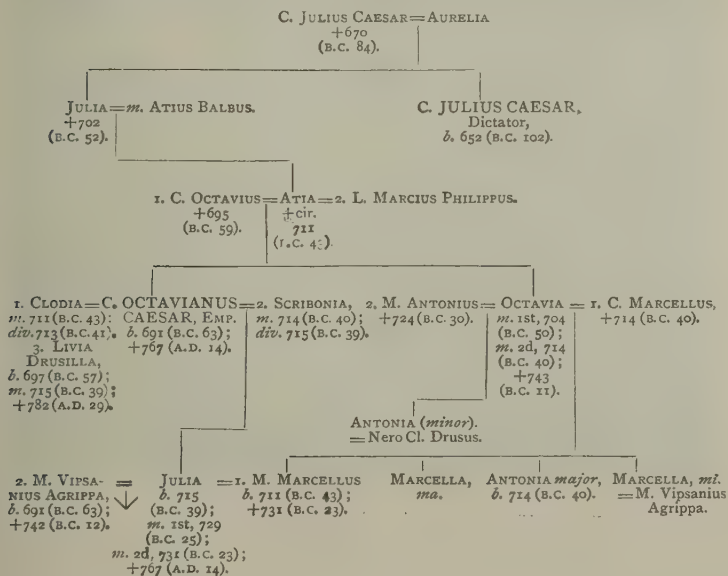 C. JULIUS CAESAR=AURELIA
+670
(B.C. 84).
JULIA=m. ATIUS BALBUS.
+702
(B.C. 52).
C. JULIUS CAESAR,
Dictator,
b. 652 (B.C. 102).
1. C. OCTAVIUS=ATIA=2. L. MARCIUS PHILIPPUS.
+695
(B.C. 59).
+cir.
711
1. CLODIA=C. OCTAVIANUS=2. SCRIBONIA,
m. 711 (B.C. 43):
div. 713 (B.C. 41).
3. LIVIA
DRUSILLA,
b. 697 (B.C. 57);
m. 715 (B.C. 39);
+782 (A.D. 29).
CAESAR, EMP.
b. 691 (B.C. 63);
+767 (A.D. 14).
m. 714 (B.C. 40);
div. 715 (B.C. 39).
2. M. ANTONIUS=OCTAVIA=1. C. MARCELLUS,
+724 (B.C. 30).
m. 1st, 704
(B.C. 50);
m. 2d, 714
(B.C. 40);
+743
(B.C. 11).
+714 (B.C. 40).
ANTONIA (minor).
=Nero Cl. Drusus.
2. M. VIPSA-
NIUS AGRIPPA,
b. 691 (B.C. 63);
+742 (B.C. 12).
=
JULIA
b. 715
(B.C. 39);
m. 1st, 729
(B.C. 25);
m. 2d, 731 (B.C. 23);
+767 (A.D. 14).
=1. M. MARCELLUS
b. 711 (B.C. 43);
+731 (B.C. 23).
MARCELLA,
ma.
ANTONIA major,
b. 714 (B.C. 40).
MARCELLA, mi.
=M. Vipsanius
Agrippa.